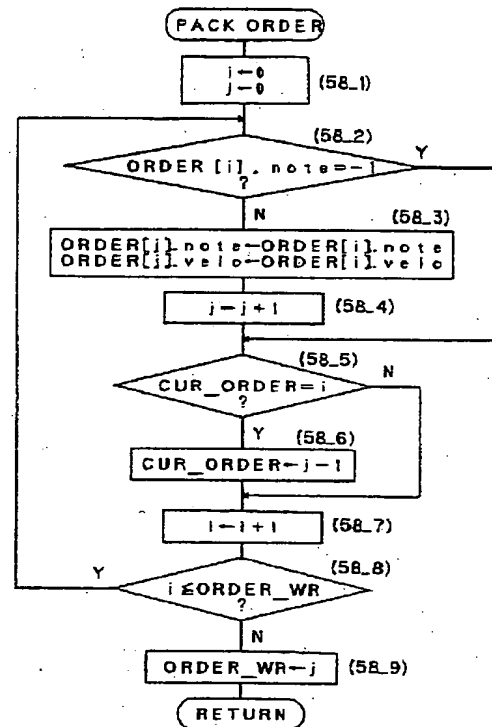 PACK ORDER
i←0
j←0
(58_1)
(58_2)
ORDER [i]. note=-1
?
Y
N
(58_3)
ORDER[j].note←ORDER[i].note
ORDER[j].velo←ORDER[i].velo
j←j+1
(58_4)
(58_5)
CUR_ORDER=i
?
N
Y
(58_6)
CUR_ORDER←j-1
i←i+1
(58_7)
(58_8)
Y
i≦ORDER_WR
?
N
ORDER_WR←j
(58_9)
RETURN